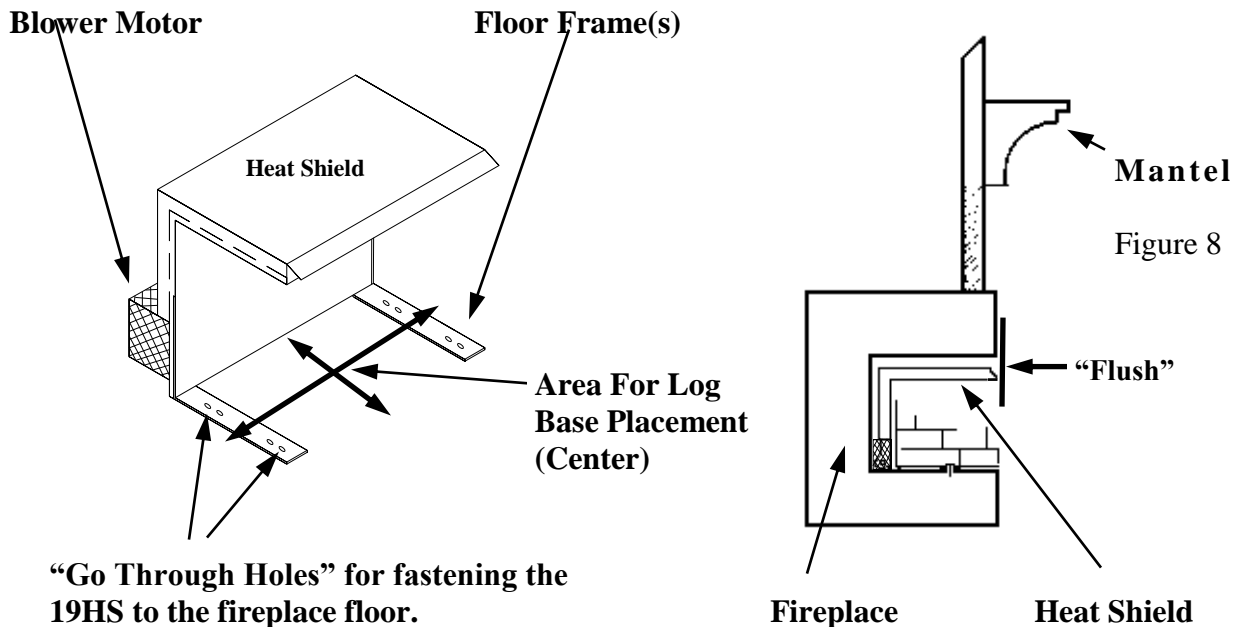 Blower Motor
Floor Frame(s)
Heat Shield
Area For Log
Base Placement
(Center)
“Go Through Holes” for fastening the
19HS to the fireplace floor.
Mantel
Figure 8
“Flush”
Fireplace
Heat Shield